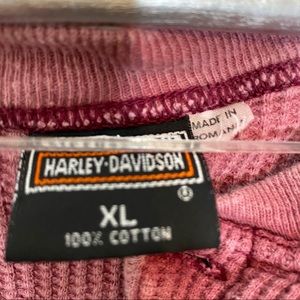 HARLEY-DAVIDSON
XL
100% COTTON
MADE IN
ROMANIA